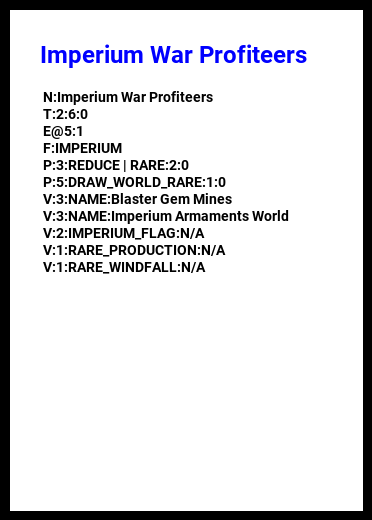 Imperium War Profiteers
N:Imperium War Profiteers
T:2:6:0
E@5:1
F:IMPERIUM
P:3:REDUCE | RARE:2:0
P:5:DRAW_WORLD_RARE:1:0
V:3:NAME:Blaster Gem Mines
V:3:NAME:Imperium Armaments World
V:2:IMPERIUM_FLAG:N/A
V:1:RARE_PRODUCTION:N/A
V:1:RARE_WINDFALL:N/A